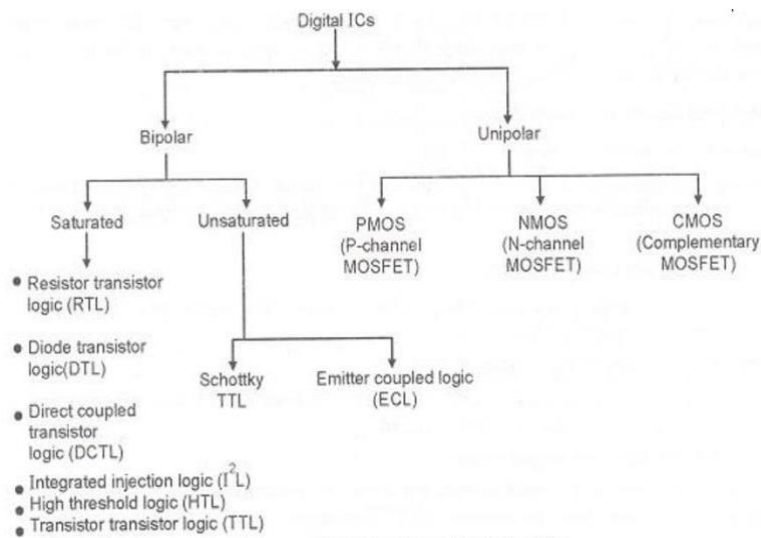 Digital ICs
Bipolar
Unipolar
Saturated
Unsaturated
PMOS
(P-channel
MOSFET)
NMOS
(N-channel
MOSFET)
CMOS
(Complementary
MOSFET)
• Resistor transistor
logic (RTL)
• Diode transistor
logic(DTL)
• Direct coupled
transistor
logic (DCTL)
• Integrated injection logic (I²L)
• High threshold logic (HTL)
• Transistor transistor logic (TTL)
Schottky
TTL
Emitter coupled logic
(ECL)